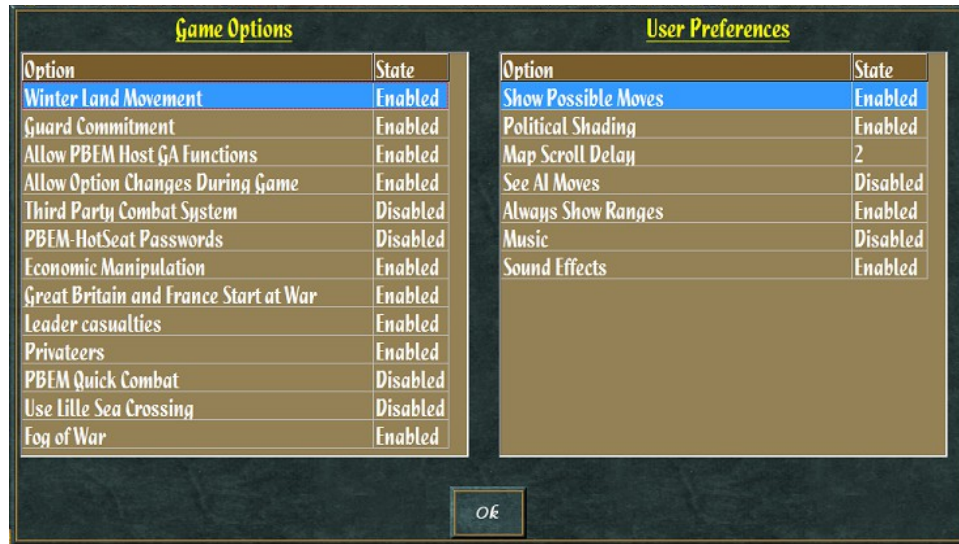 Game Options
Option State
Winter Land Movement Enabled
Guard Commitment Enabled
Allow PBEM Host GA Functions Enabled
Allow Option Changes During Game Enabled
Third Party Combat System Disabled
PBEM-HotSeat Passwords Disabled
Economic Manipulation Enabled
Great Britain and France Start at War Enabled
Leader casualties Enabled
Privateers Enabled
PBEM Quick Combat Disabled
Use Lille Sea Crossing Disabled
Fog of War Enabled
User Preferences
Option State
Show Possible Moves Enabled
Political Shading Enabled
Map Scroll Delay 2
See AI Moves Disabled
Always Show Ranges Enabled
Music Disabled
Sound Effects Enabled
Ok